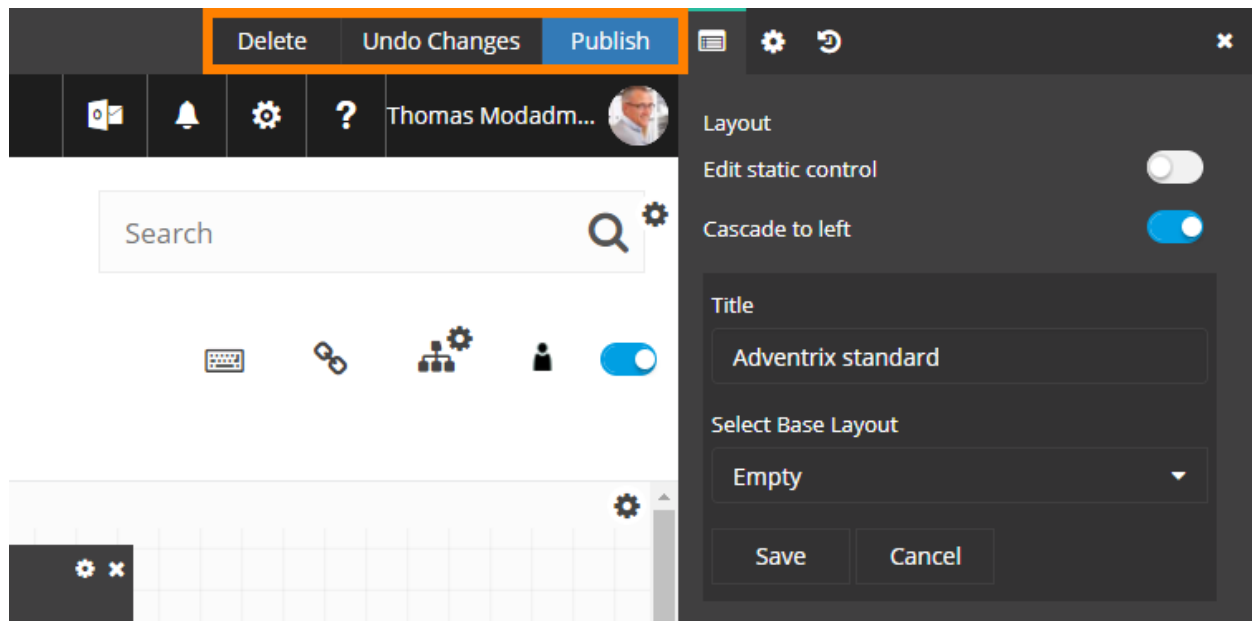 Delete Undo Changes Publish
? Thomas Modadm...
Layout
Edit static control
Search
Cascade to left
Title
Adventrix standard
Select Base Layout
Empty
Save Cancel